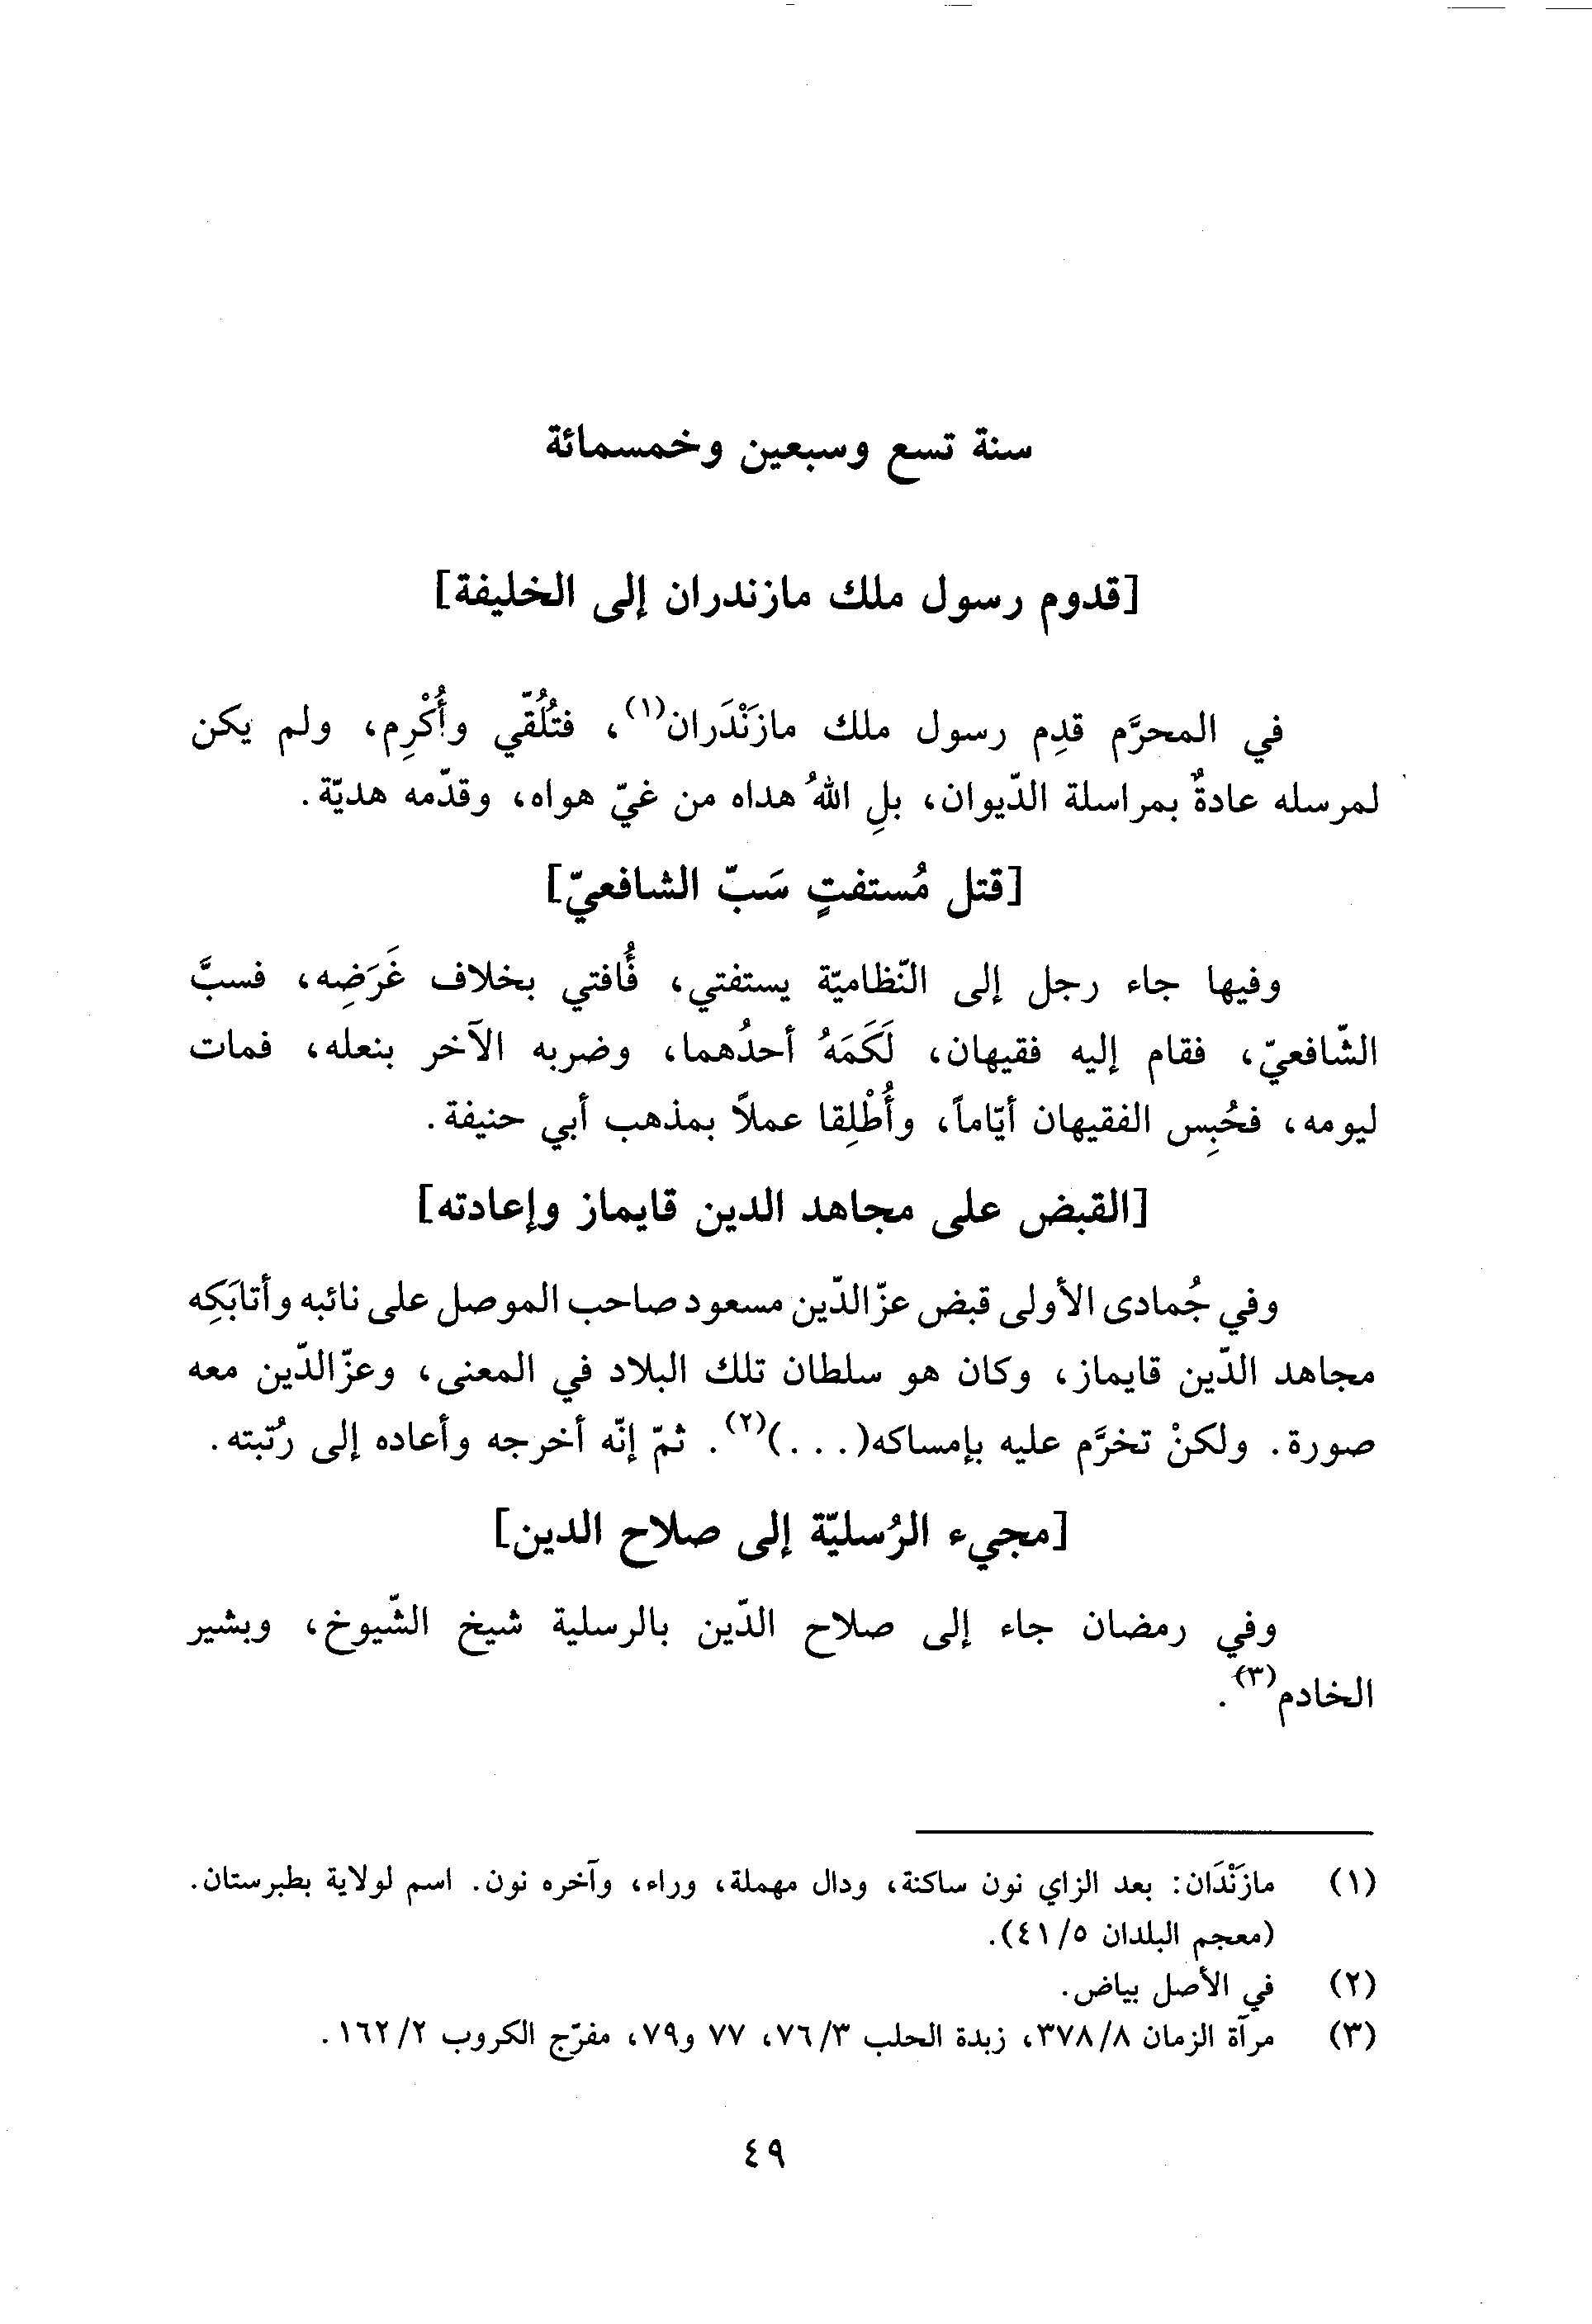 سنة تسع وسبعين وخمسمائة
[قدوم رسول ملك مازندران إلى الخليفة]
في المحرَّم قدِم رسول ملك مازَنْدَران(١)، فتُلُقّي وأُكْرِم، ولم يكن
لمرسله عادةٌ بمراسلة الدّيوان، بلِ اللهُ هداه من غيّ هواه، وقدّمه هديّة.
[قتل مُستفتٍ سَبّ الشافعيّ]
وفيها جاء رجل إلى النّظاميّة يستفتي، فأُفتي بخلاف غَرَضِه، فسبَّ
الشّافعيّ، فقام إليه فقيهان، لَكَمَهُ أحدُهما، وضربه الآخر بنعله، فمات
ليومه، فحُبِس الفقيهان أيّاماً، وأُطْلِقا عملاً بمذهب أبي حنيفة.
[القبض على مجاهد الدين قايماز وإعادته]
وفي جُمادى الأولى قبض عزّ الدّين مسعود صاحب الموصل على نائبه وأتابَكِه
مجاهد الدّين قايماز، وكان هو سلطان تلك البلاد في المعنى، وعزّ الدّين معه
صورة. ولكنْ تخرَّم عليه بإمساكه(. . .)(٢). ثمّ إنّه أخرجه وأعاده إلى رُتبته.
[مجيء الرُسليّة إلى صلاح الدين]
وفي رمضان جاء إلى صلاح الدّين بالرسلية شيخ الشّيوخ، وبشير
الخادم(٣).
(١) مازَنْدَان: بعد الزاي نون ساكنة، ودال مهملة، وراء، وآخره نون. اسم لولاية بطبرستان.
(معجم البلدان ٥/ ٤١).
(٢) في الأصل بياض.
(٣) مرآة الزمان ٨/ ٣٧٨، زبدة الحلب ٣/ ٧٦، ٧٧ و٧٩، مفرّج الكروب ٢/ ١٦٢.
٤٩